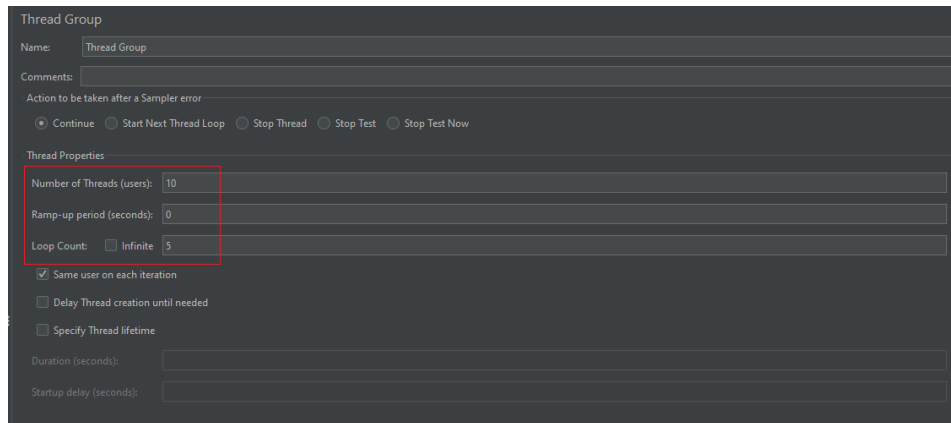 Thread Group
Name: Thread Group
Comments:
Action to be taken after a Sampler error
Continue Start Next Thread Loop Stop Thread Stop Test Stop Test Now
Thread Properties
Number of Threads (users): 10
Ramp-up period (seconds): 0
Loop Count: Infinite 5
Same user on each iteration
Delay Thread creation until needed
Specify Thread lifetime
Duration (seconds):
Startup delay (seconds):